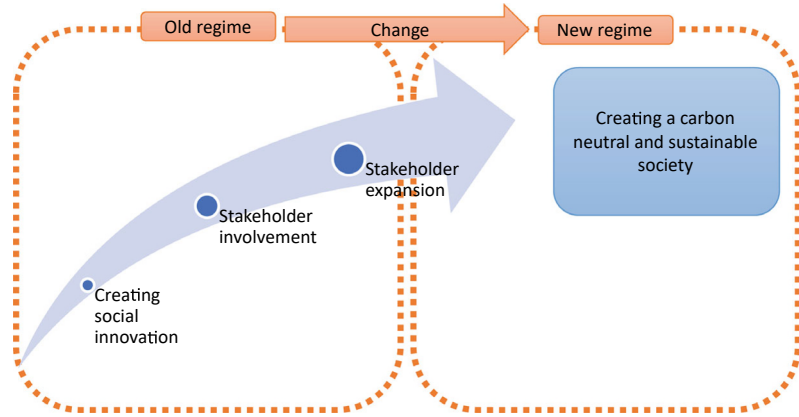 Old regime
Change
New regime
Creating a carbon
neutral and sustainable
society
Stakeholder
expansion
Stakeholder
involvement
Creating
social
innovation